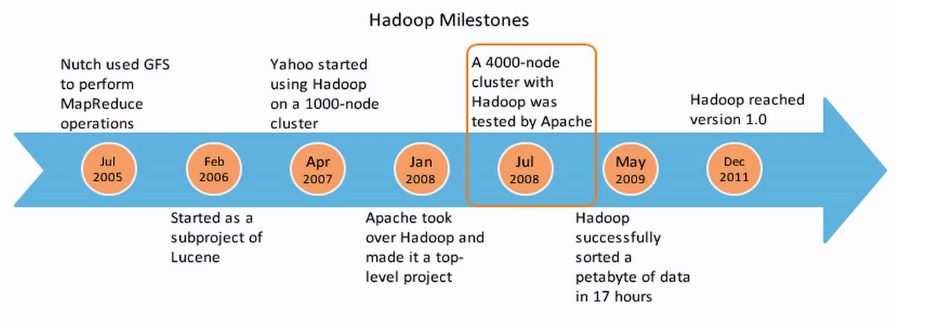 Hadoop Milestones
Nutch used GFS
to perform
MapReduce
operations
Yahoo started
using Hadoop
on a 1000-node
cluster
A 4000-node
cluster with
Hadoop was
tested by Apache
Hadoop reached
version 1.0
Jul
2005
Feb
2006
Apr
2007
Jan
2008
Jul
2008
May
2009
Dec
2011
Started as a
subproject of
Lucene
Apache took
over Hadoop and
made it a top-
level project
Hadoop
successfully
sorted a
petabyte of data
in 17 hours